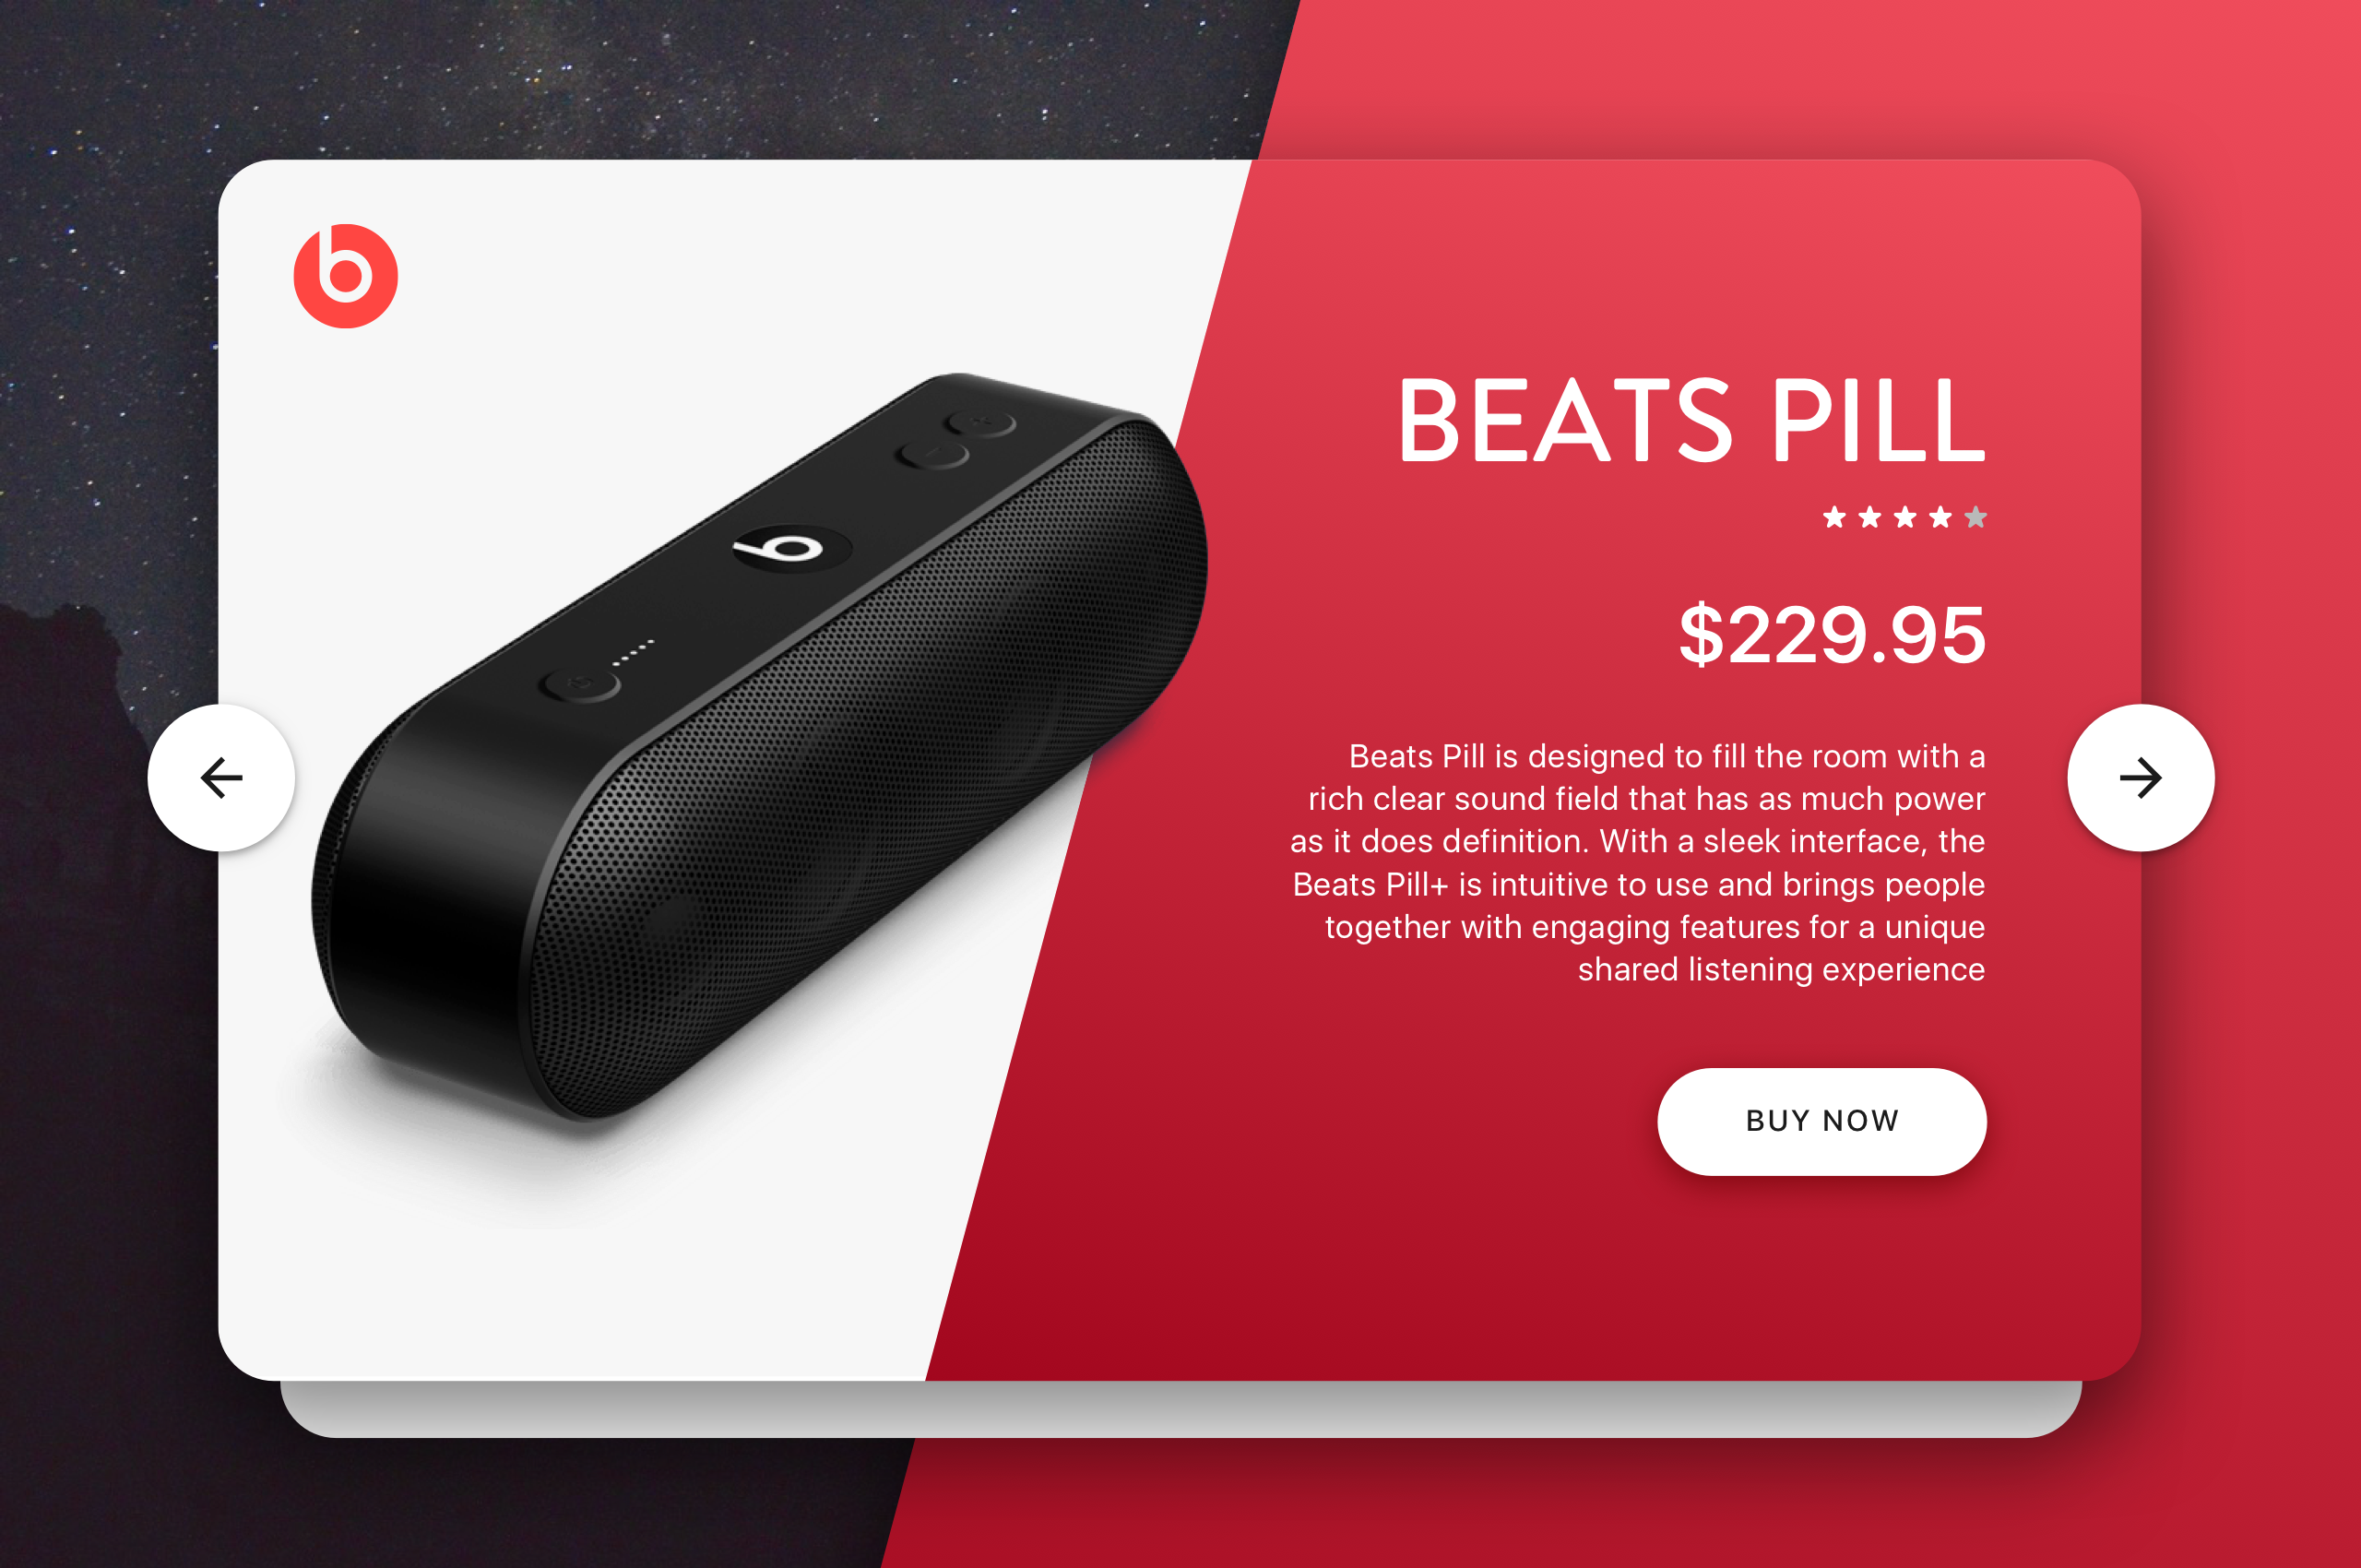 BEATS PILL
$229.95
Beats Pill is designed to fill the room with a
rich clear sound field that has as much power
as it does definition. With a sleek interface, the
Beats Pill+ is intuitive to use and brings people
together with engaging features for a unique
shared listening experience
BUY NOW